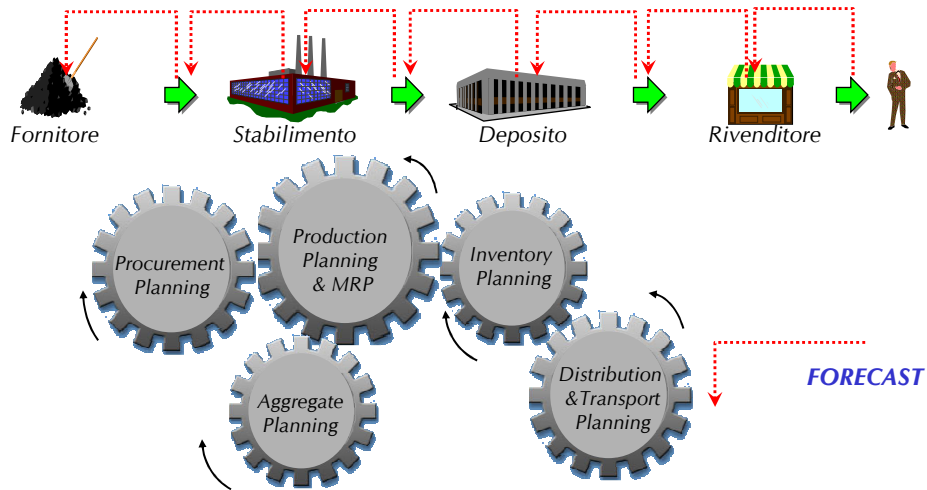 Fornitore
Stabilimento
Deposito
Rivenditore
Procurement
Planning
Production
Planning
& MRP
Inventory
Planning
Aggregate
Planning
Distribution
&Transport
Planning
FORECAST